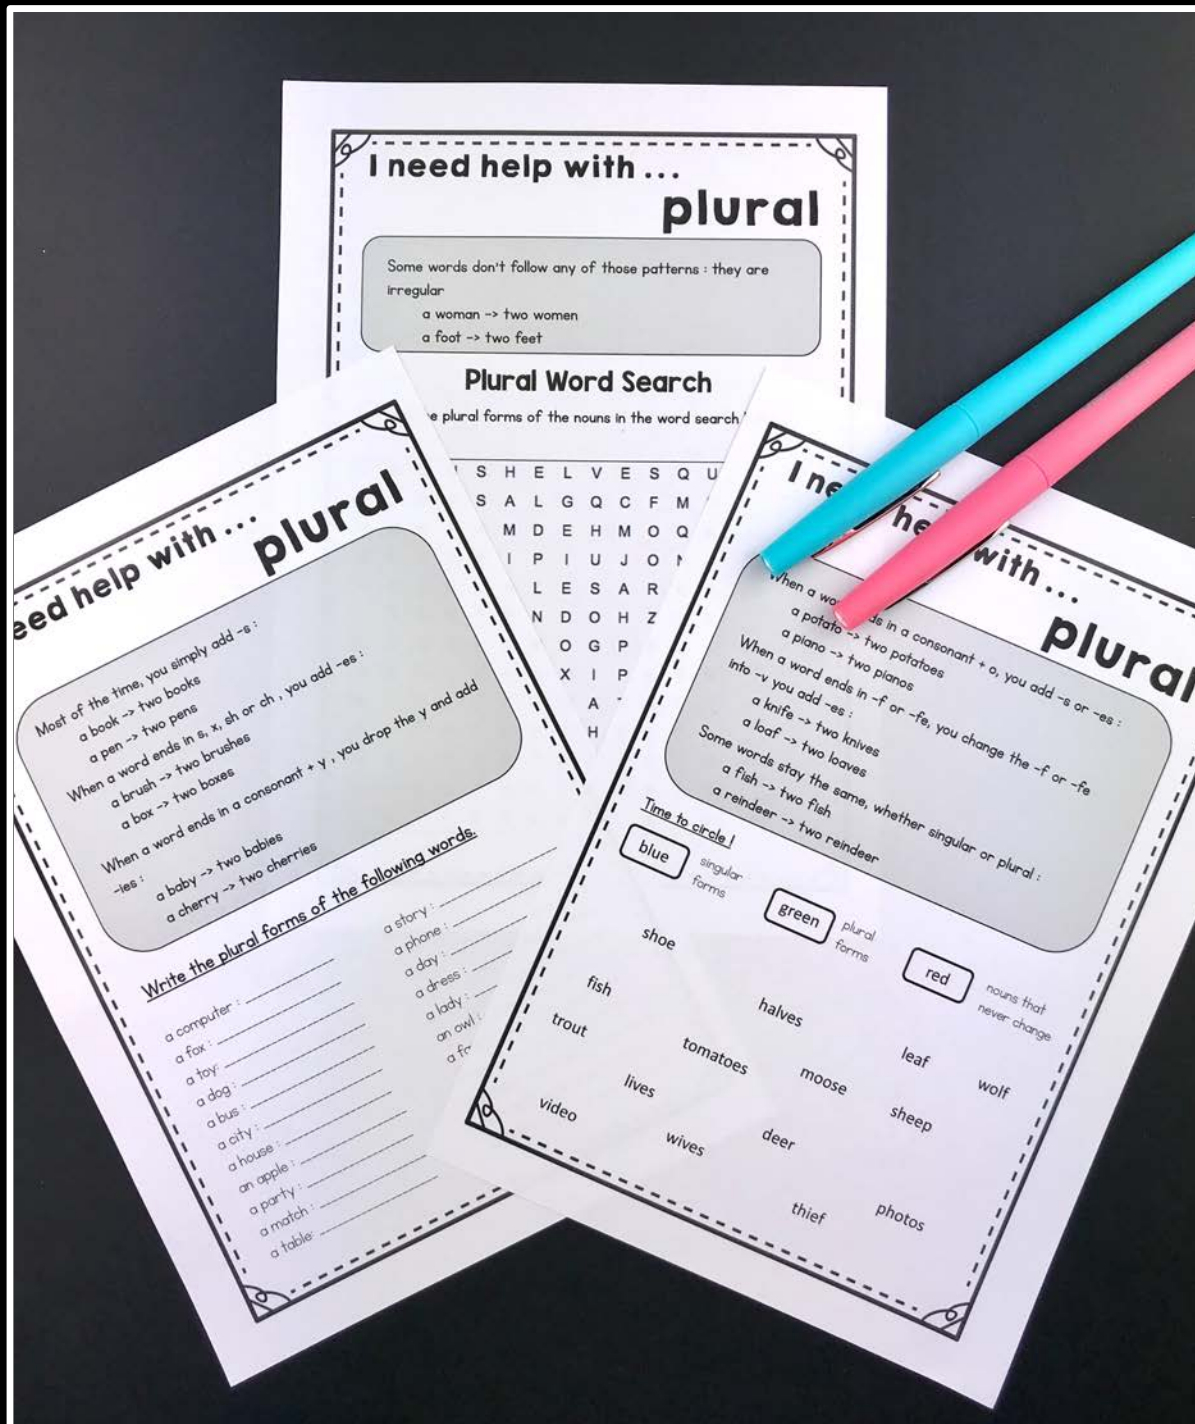 I need help with ...
plural
Some words don't follow any of those patterns : they are
irregular
a woman -> two women
a foot -> two feet
Plural Word Search
plural forms of the nouns in the word search
S H E L V E S Q U
S A L G Q C F M
M D E H M O Q
I P I U J O
L E S A R
N D O H Z
O G P
X I P
A
H
help with ...
plural
Most of the time, you simply add -s :
a book -> two books
a pen -> two pens
When a word ends in s, x, sh or ch , you add -es :
a brush -> two brushes
a box -> two boxes
When a word ends in a consonant + y , you drop the y and add
-ies :
a baby -> two babies
a cherry -> two cherries
Write the plural forms of the following words.
a computer :
a fox :
a toy:
a dog :
a bus :
a city :
a house :
an apple :
a party :
a match :
a table:
a story :
a phone :
a day :
a dress :
a lady :
an owl :
a
I with ...
plural
When a in a consonant + o, you add -s or -es :
a potato -> two potatoes
a piano -> two pianos
When a word ends in -f or -fe, you change the -f or -fe
into -v you add -es :
a knife -> two knives
a loaf -> two loaves
Some words stay the same, whether singular or plural :
a fish -> two fish
a reindeer -> two reindeer
Time to circle !
blue singular
forms
green plural
forms
red nouns that
never change
shoe
fish
halves
trout
tomatoes
leaf
moose
wolf
lives
sheep
video
deer
wives
thief
photos